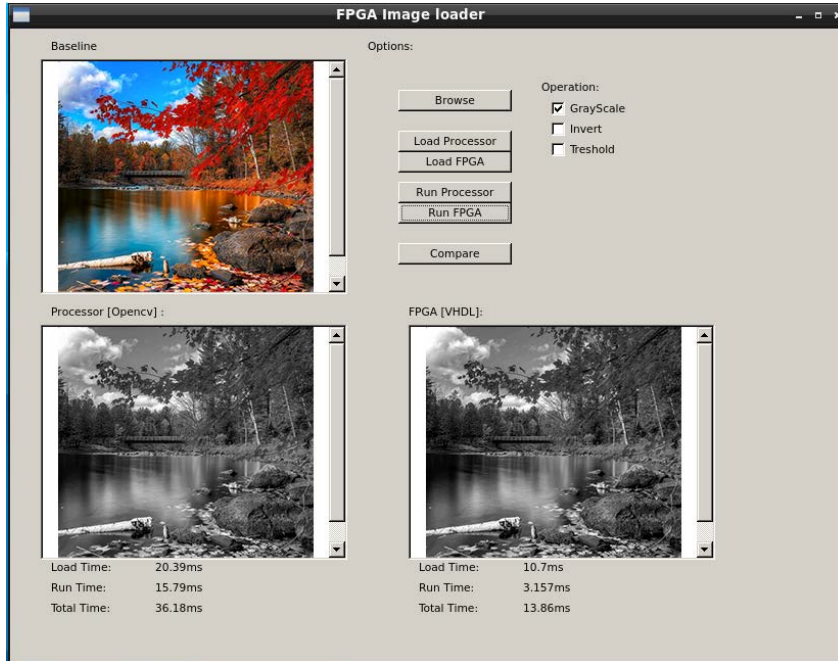 FPGA Image loader
Baseline
Options:
Browse
Load Processor
Load FPGA
Run Processor
Run FPGA
Compare
Operation:
GrayScale
Invert
Treshold
Processor [Opencv] :
Load Time: 20.39ms
Run Time: 15.79ms
Total Time: 36.18ms
FPGA [VHDL]:
Load Time: 10.7ms
Run Time: 3.157ms
Total Time: 13.86ms